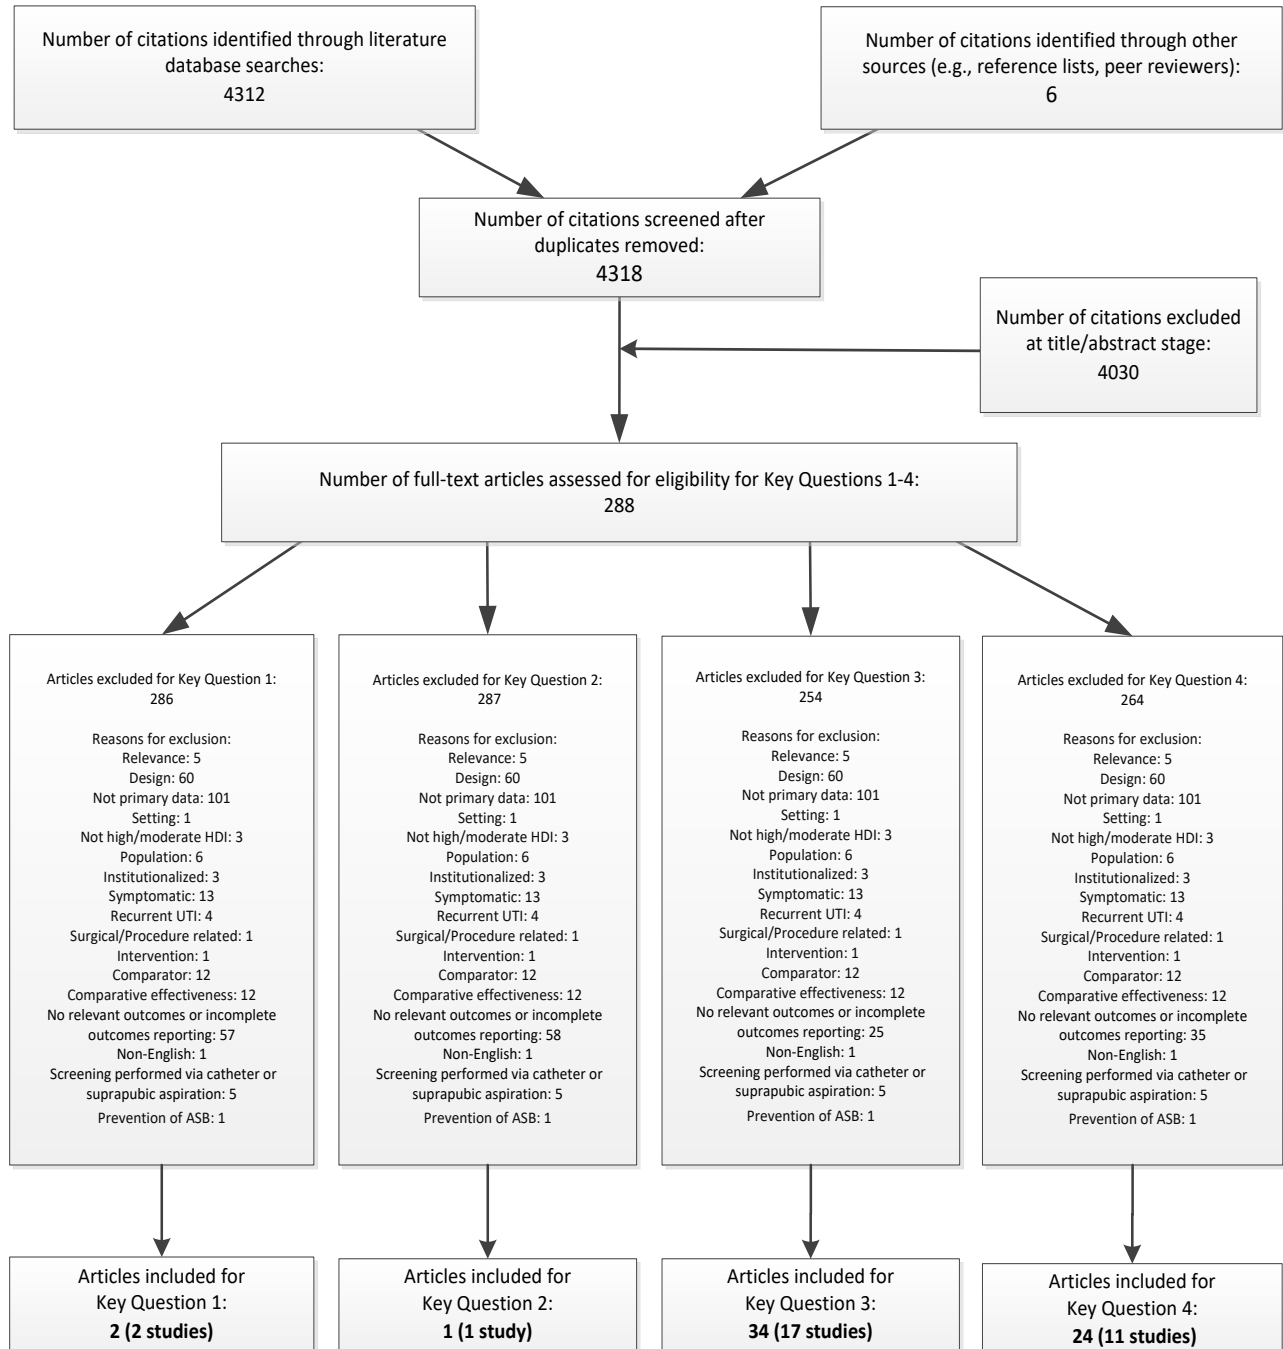 Number of citations identified through literature
database searches:
4312
Number of citations identified through other
sources (e.g., reference lists, peer reviewers):
6
Number of citations screened after
duplicates removed:
4318
Number of citations excluded
at title/abstract stage:
4030
Number of full-text articles assessed for eligibility for Key Questions 1-4:
288
Articles excluded for Key Question 1:
286
Reasons for exclusion:
Relevance: 5
Design: 60
Not primary data: 101
Setting: 1
Not high/moderate HDI: 3
Population: 6
Institutionalized: 3
Symptomatic: 13
Recurrent UTI: 4
Surgical/Procedure related: 1
Intervention: 1
Comparator: 12
Comparative effectiveness: 12
No relevant outcomes or incomplete
outcomes reporting: 57
Non-English: 1
Screening performed via catheter or
suprapubic aspiration: 5
Prevention of ASB: 1
Articles excluded for Key Question 2:
287
Reasons for exclusion:
Relevance: 5
Design: 60
Not primary data: 101
Setting: 1
Not high/moderate HDI: 3
Population: 6
Institutionalized: 3
Symptomatic: 13
Recurrent UTI: 4
Surgical/Procedure related: 1
Intervention: 1
Comparator: 12
Comparative effectiveness: 12
No relevant outcomes or incomplete
outcomes reporting: 58
Non-English: 1
Screening performed via catheter or
suprapubic aspiration: 5
Prevention of ASB: 1
Articles excluded for Key Question 3:
254
Reasons for exclusion:
Relevance: 5
Design: 60
Not primary data: 101
Setting: 1
Not high/moderate HDI: 3
Population: 6
Institutionalized: 3
Symptomatic: 13
Recurrent UTI: 4
Surgical/Procedure related: 1
Intervention: 1
Comparator: 12
Comparative effectiveness: 12
No relevant outcomes or incomplete
outcomes reporting: 25
Non-English: 1
Screening performed via catheter or
suprapubic aspiration: 5
Prevention of ASB: 1
Articles excluded for Key Question 4:
264
Reasons for exclusion:
Relevance: 5
Design: 60
Not primary data: 101
Setting: 1
Not high/moderate HDI: 3
Population: 6
Institutionalized: 3
Symptomatic: 13
Recurrent UTI: 4
Surgical/Procedure related: 1
Intervention: 1
Comparator: 12
Comparative effectiveness: 12
No relevant outcomes or incomplete
outcomes reporting: 35
Non-English: 1
Screening performed via catheter or
suprapubic aspiration: 5
Prevention of ASB: 1
Articles included for
Key Question 1:
2 (2 studies)
Articles included for
Key Question 2:
1 (1 study)
Articles included for
Key Question 3:
34 (17 studies)
Articles included for
Key Question 4:
24 (11 studies)